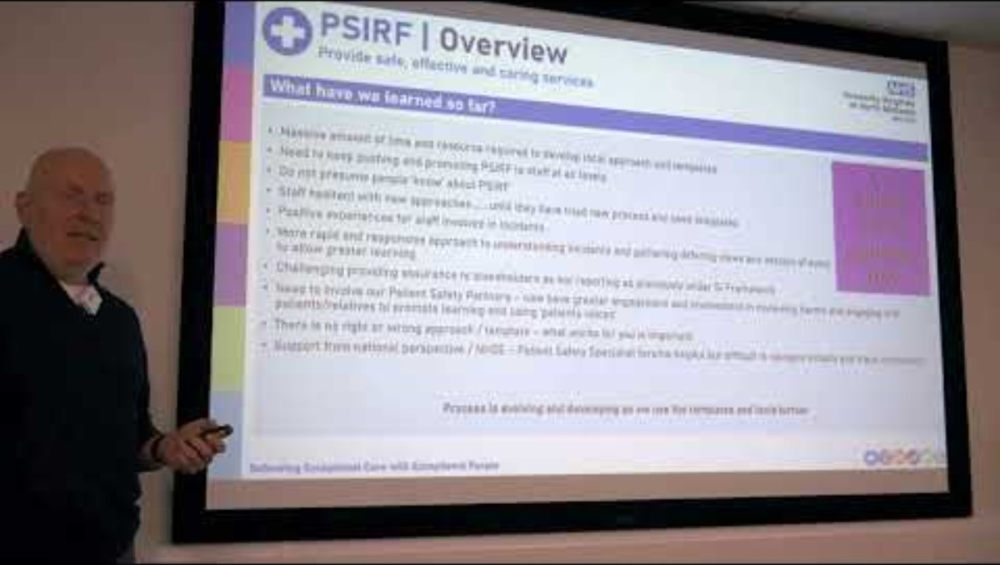 PSIRF | Overview
Provide safe, effective and caring services
NHS
University Hospitals
of North Midlands
What have we learned so far?
• Massive amount of time and resource required to develop local approach and templates
• Need to keep pushing and promoting PSIRF to staff at all levels
• Do not presume people 'know' about PSIRF
• Staff hesitant with new approaches.....until they have tried new process and used templates
• Positive experiences for staff involved in incidents
• More rapid and responsive approach to understanding incidents and gathering differing views and version of event
to allow greater learning
• Challenging providing assurance to stakeholders as not reporting as previously under SI Framework
• Need to involve our Patient Safety Partners – now have greater engagement and involvement in reviewing harms and engaging with
patients/relatives to promote learning and using 'patients voices'
• There is no right or wrong approach / template – what works for you is important
• Support from national perspective / NHSE – Patient Safety Specialist forums helpful but difficult to
Process is evolving and developing as we use the templates and tools further
Delivering Exceptional Care with Exceptional People